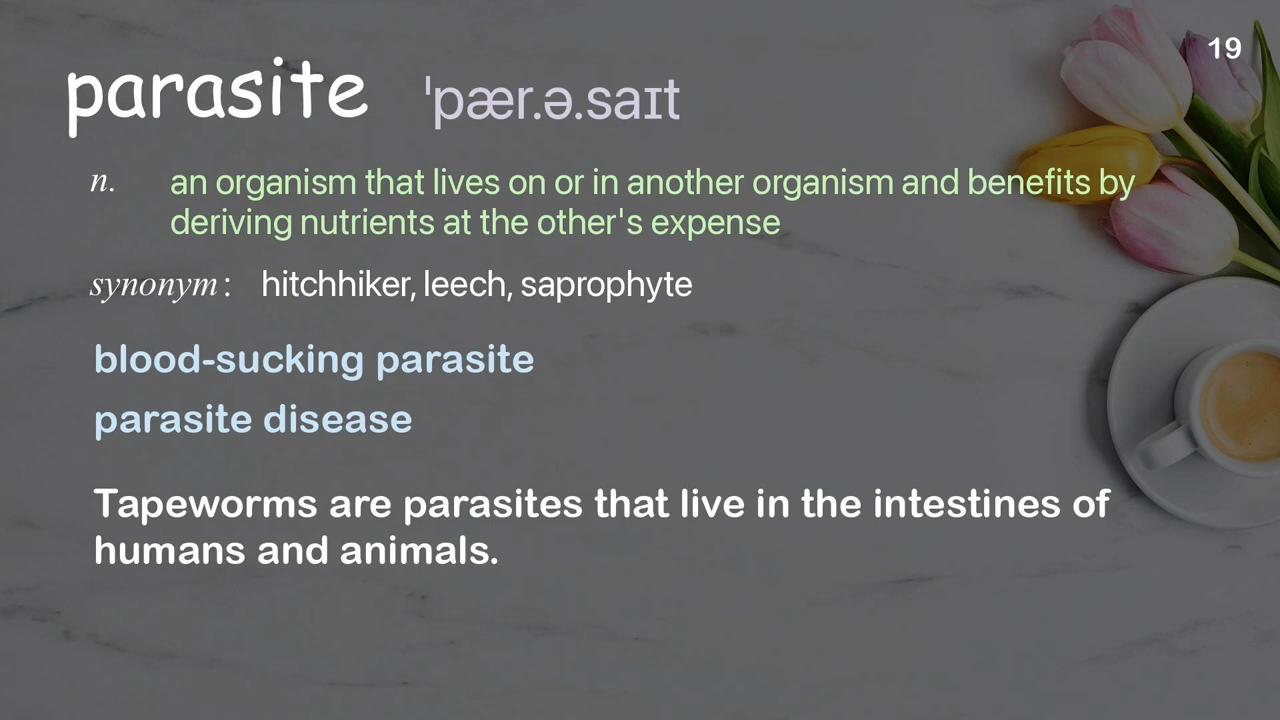 19
parasite ˈpær.ə.saɪt
n. an organism that lives on or in another organism and benefits by
deriving nutrients at the other's expense
synonym : hitchhiker, leech, saprophyte
blood-sucking parasite
parasite disease
Tapeworms are parasites that live in the intestines of
humans and animals.